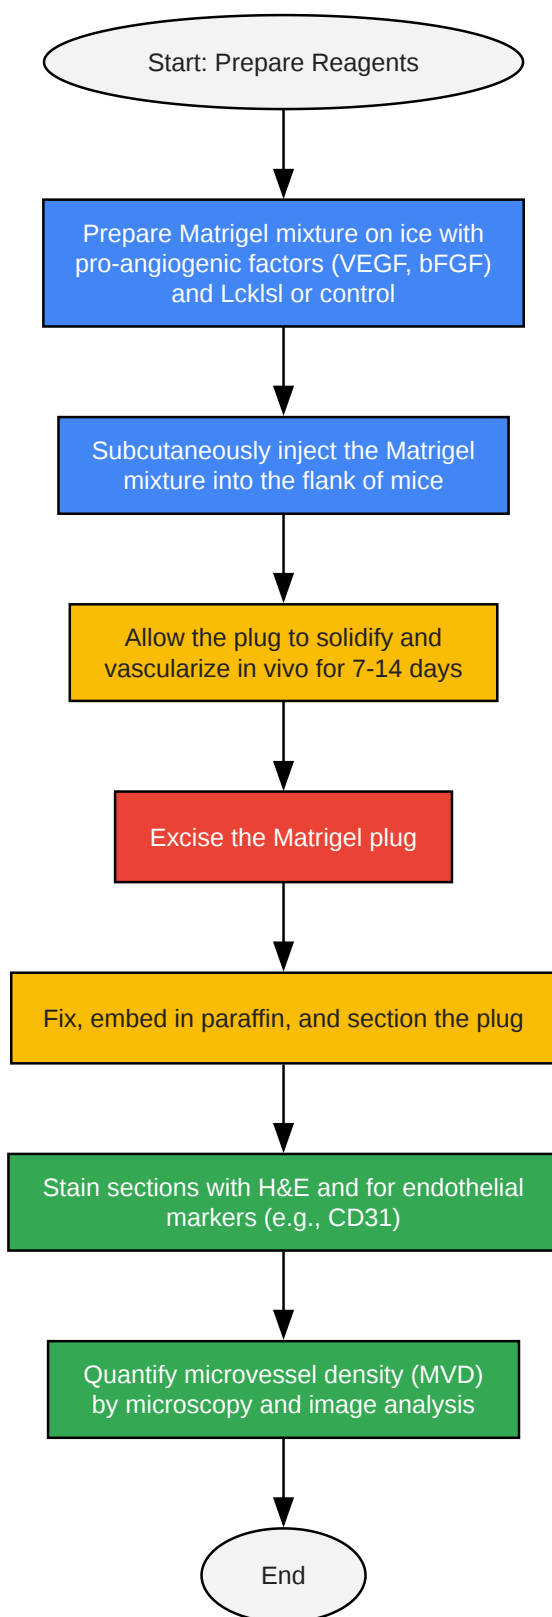 Start: Prepare Reagents
Prepare Matrigel mixture on ice with
pro-angiogenic factors (VEGF, bFGF)
and Lcklsl or control
Subcutaneously inject the Matrigel
mixture into the flank of mice
Allow the plug to solidify and
vascularize in vivo for 7-14 days
Excise the Matrigel plug
Fix, embed in paraffin, and section the plug
Stain sections with H&E and for endothelial
markers (e.g., CD31)
Quantify microvessel density (MVD)
by microscopy and image analysis
End